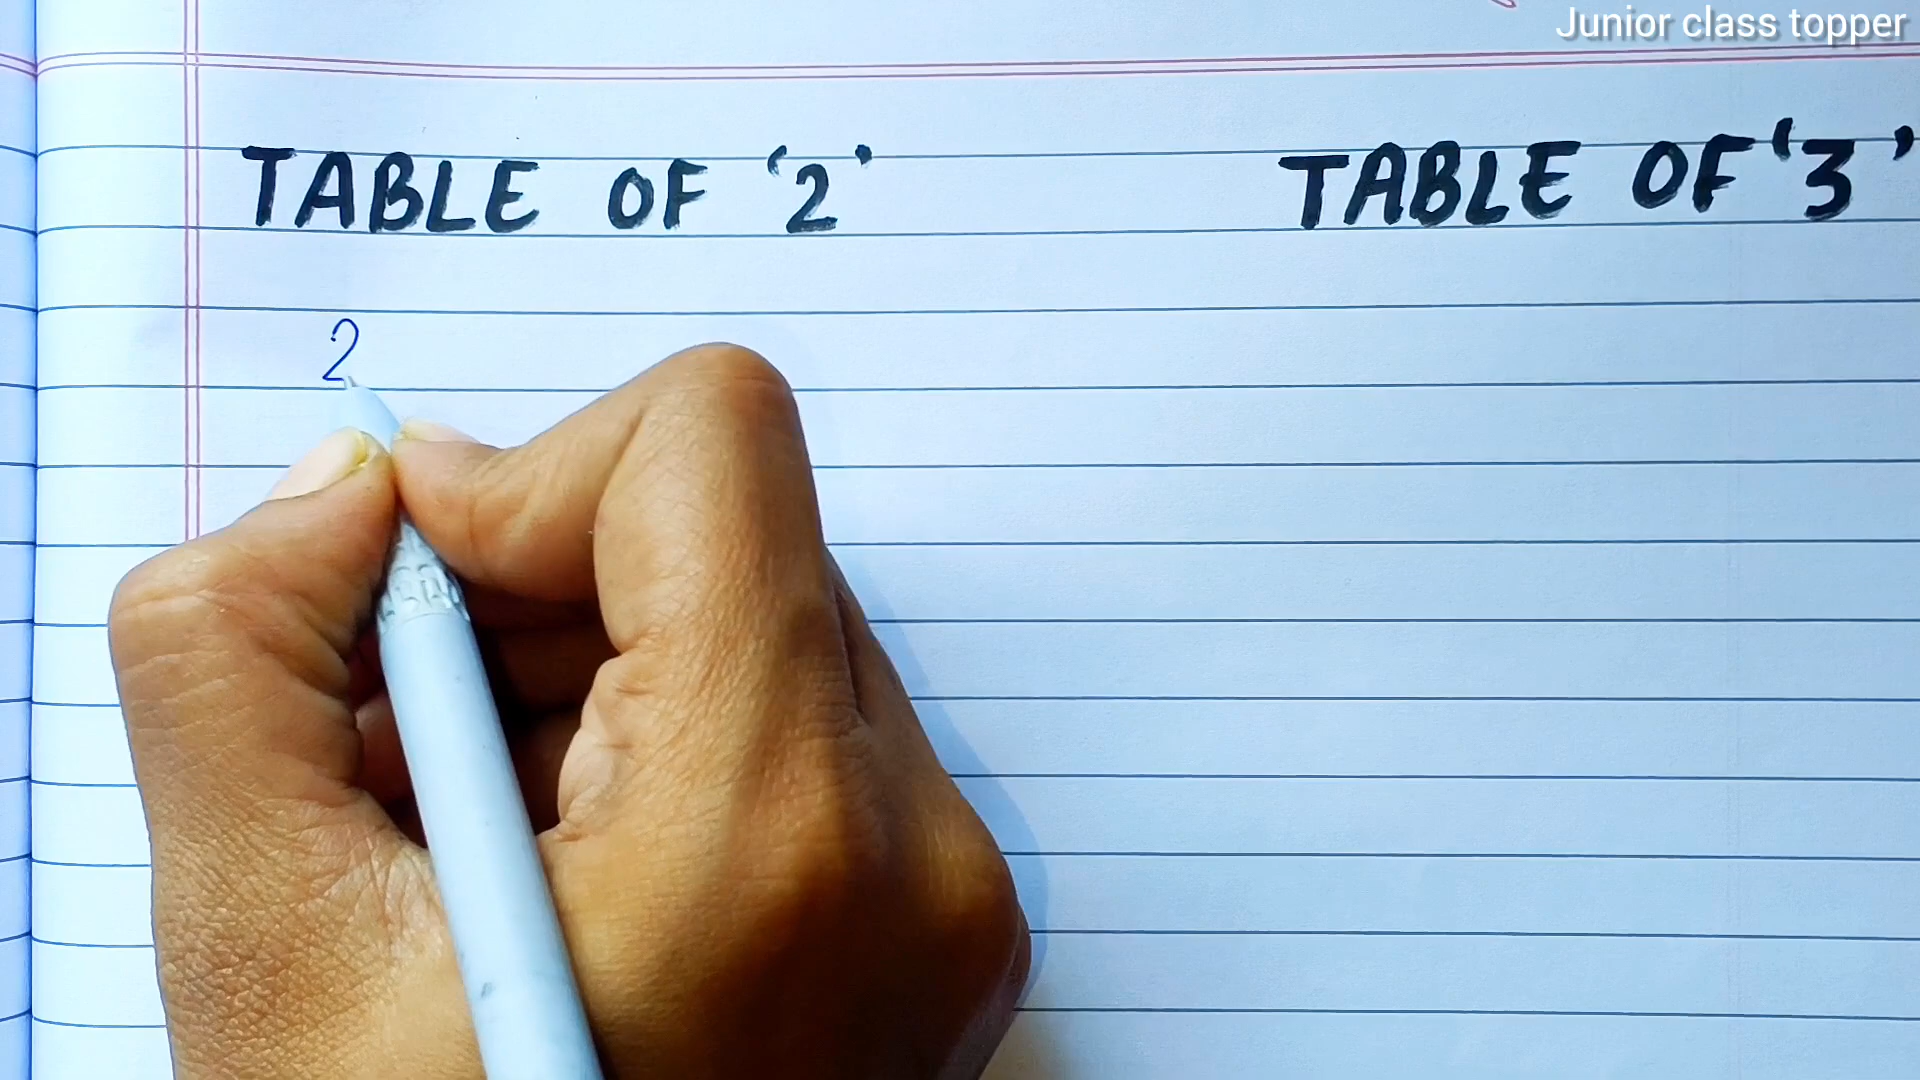 Junior class topper
TABLE OF '2'
TABLE OF '3'
2